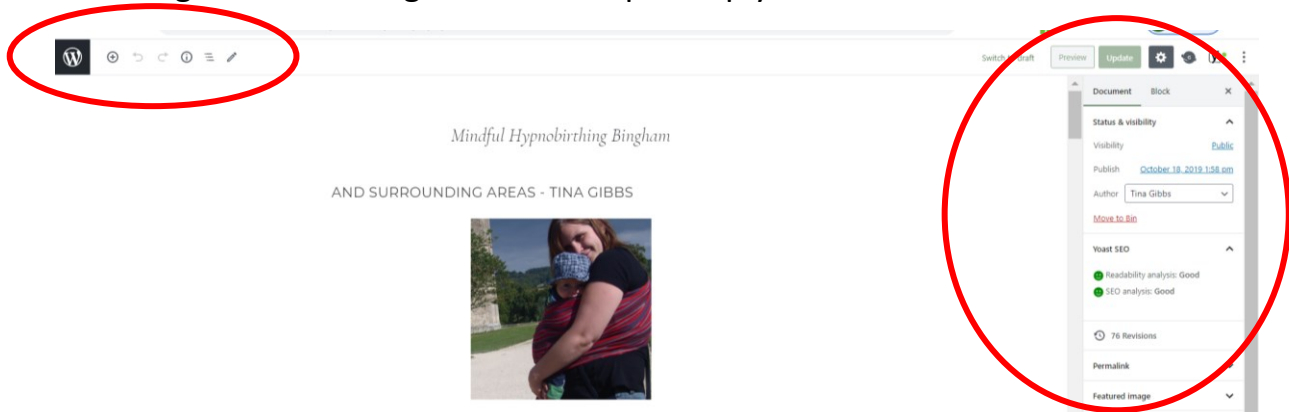 Switch to draft Preview Update
Document Block
Status & visibility
Visibility Public
Publish October 18, 2019 1:58 pm
Author Tina Gibbs
Move to Bin
Yoast SEO
Readability analysis: Good
SEO analysis: Good
76 Revisions
Permalink
Featured image
Mindful Hypnobirthing Bingham
AND SURROUNDING AREAS - TINA GIBBS